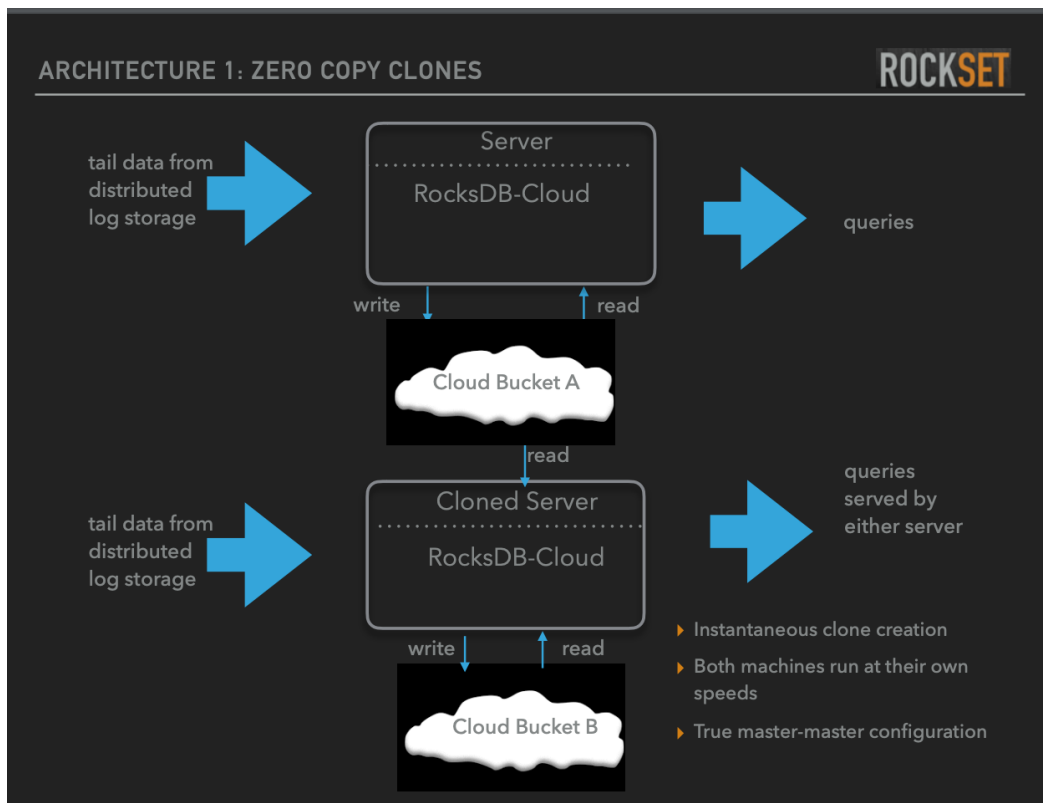 ARCHITECTURE 1: ZERO COPY CLONES
ROCKSET
tail data from
distributed
log storage
Server
RocksDB-Cloud
queries
write
read
Cloud Bucket A
read
tail data from
distributed
log storage
Cloned Server
RocksDB-Cloud
queries
served by
either server
write
read
Cloud Bucket B
Instantaneous clone creation
Both machines run at their own
speeds
True master-master configuration